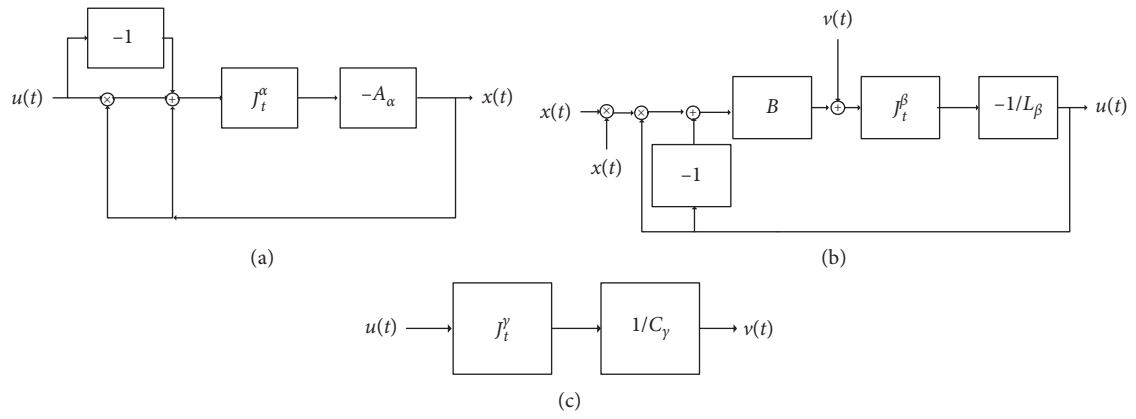 –1
u(t)
×
+
J_t^α
–A_α
x(t)
(a)
v(t)
x(t)
×
×
+
B
+
J_t^β
–1/L_β
u(t)
x(t)
–1
(b)
u(t)
J_t^γ
1/C_γ
v(t)
(c)